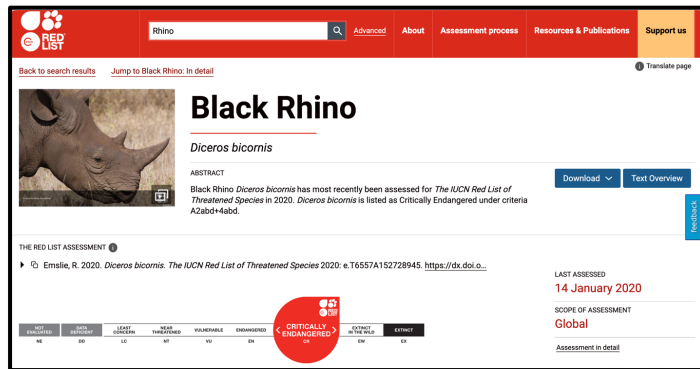 RED
LIST
Rhino
Advanced
About
Assessment process
Resources & Publications
Support us
Back to search results
Jump to Black Rhino: In detail
Translate page
Black Rhino
Diceros bicornis
ABSTRACT
Black Rhino Diceros bicornis has most recently been assessed for The IUCN Red List of
Threatened Species in 2020. Diceros bicornis is listed as Critically Endangered under criteria
A2abd+4abd.
Download
Text Overview
feedback
THE RED LIST ASSESSMENT
Emslie, R. 2020. Diceros bicornis. The IUCN Red List of Threatened Species 2020: e.T6557A152728945. https://dx.doi.o...
LAST ASSESSED
14 January 2020
SCOPE OF ASSESSMENT
Global
Assessment in detail
NOT
EVALUATED
NE
DATA
DEFICIENT
DD
LEAST
CONCERN
LC
NEAR
THREATENED
NT
VULNERABLE
VU
ENDANGERED
EN
CRITICALLY
ENDANGERED
CR
EXTINCT
IN THE WILD
EW
EXTINCT
EX